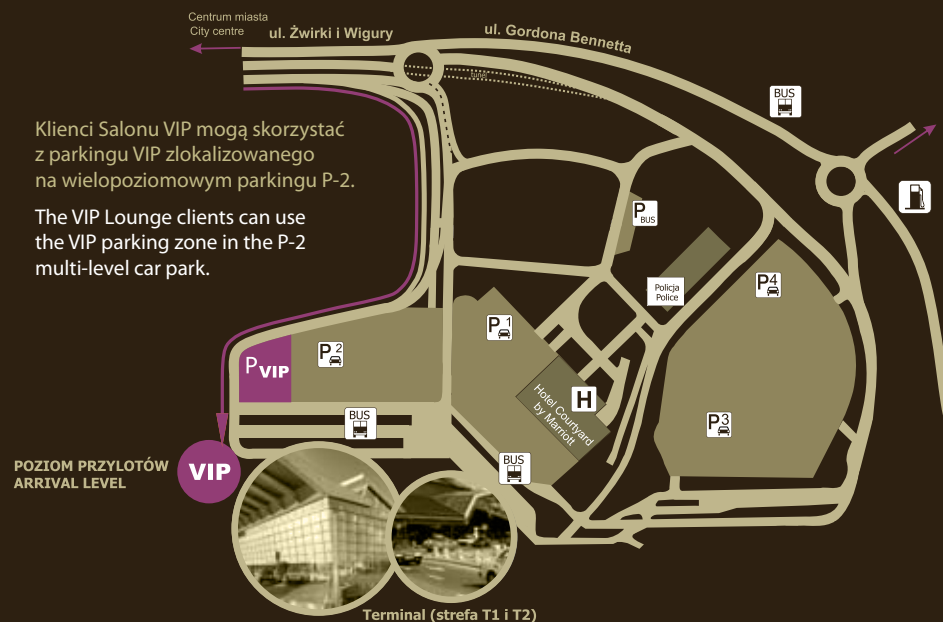 Centrum miasta
City centre
ul. Żwirki i Wigury
ul. Gordona Bennetta
tunel
BUS
Klienci Salonu VIP mogą skorzystać
z parkingu VIP zlokalizowanego
na wielopoziomowym parkingu P-2.
The VIP Lounge clients can use
the VIP parking zone in the P-2
multi-level car park.
P BUS
Policja
Police
P4
P1
P2
P VIP
H
Hotel Courtyard
by Marriott
P3
BUS
BUS
POZIOM PRZYLOTÓW
ARRIVAL LEVEL
VIP
Terminal (strefa T1 i T2)